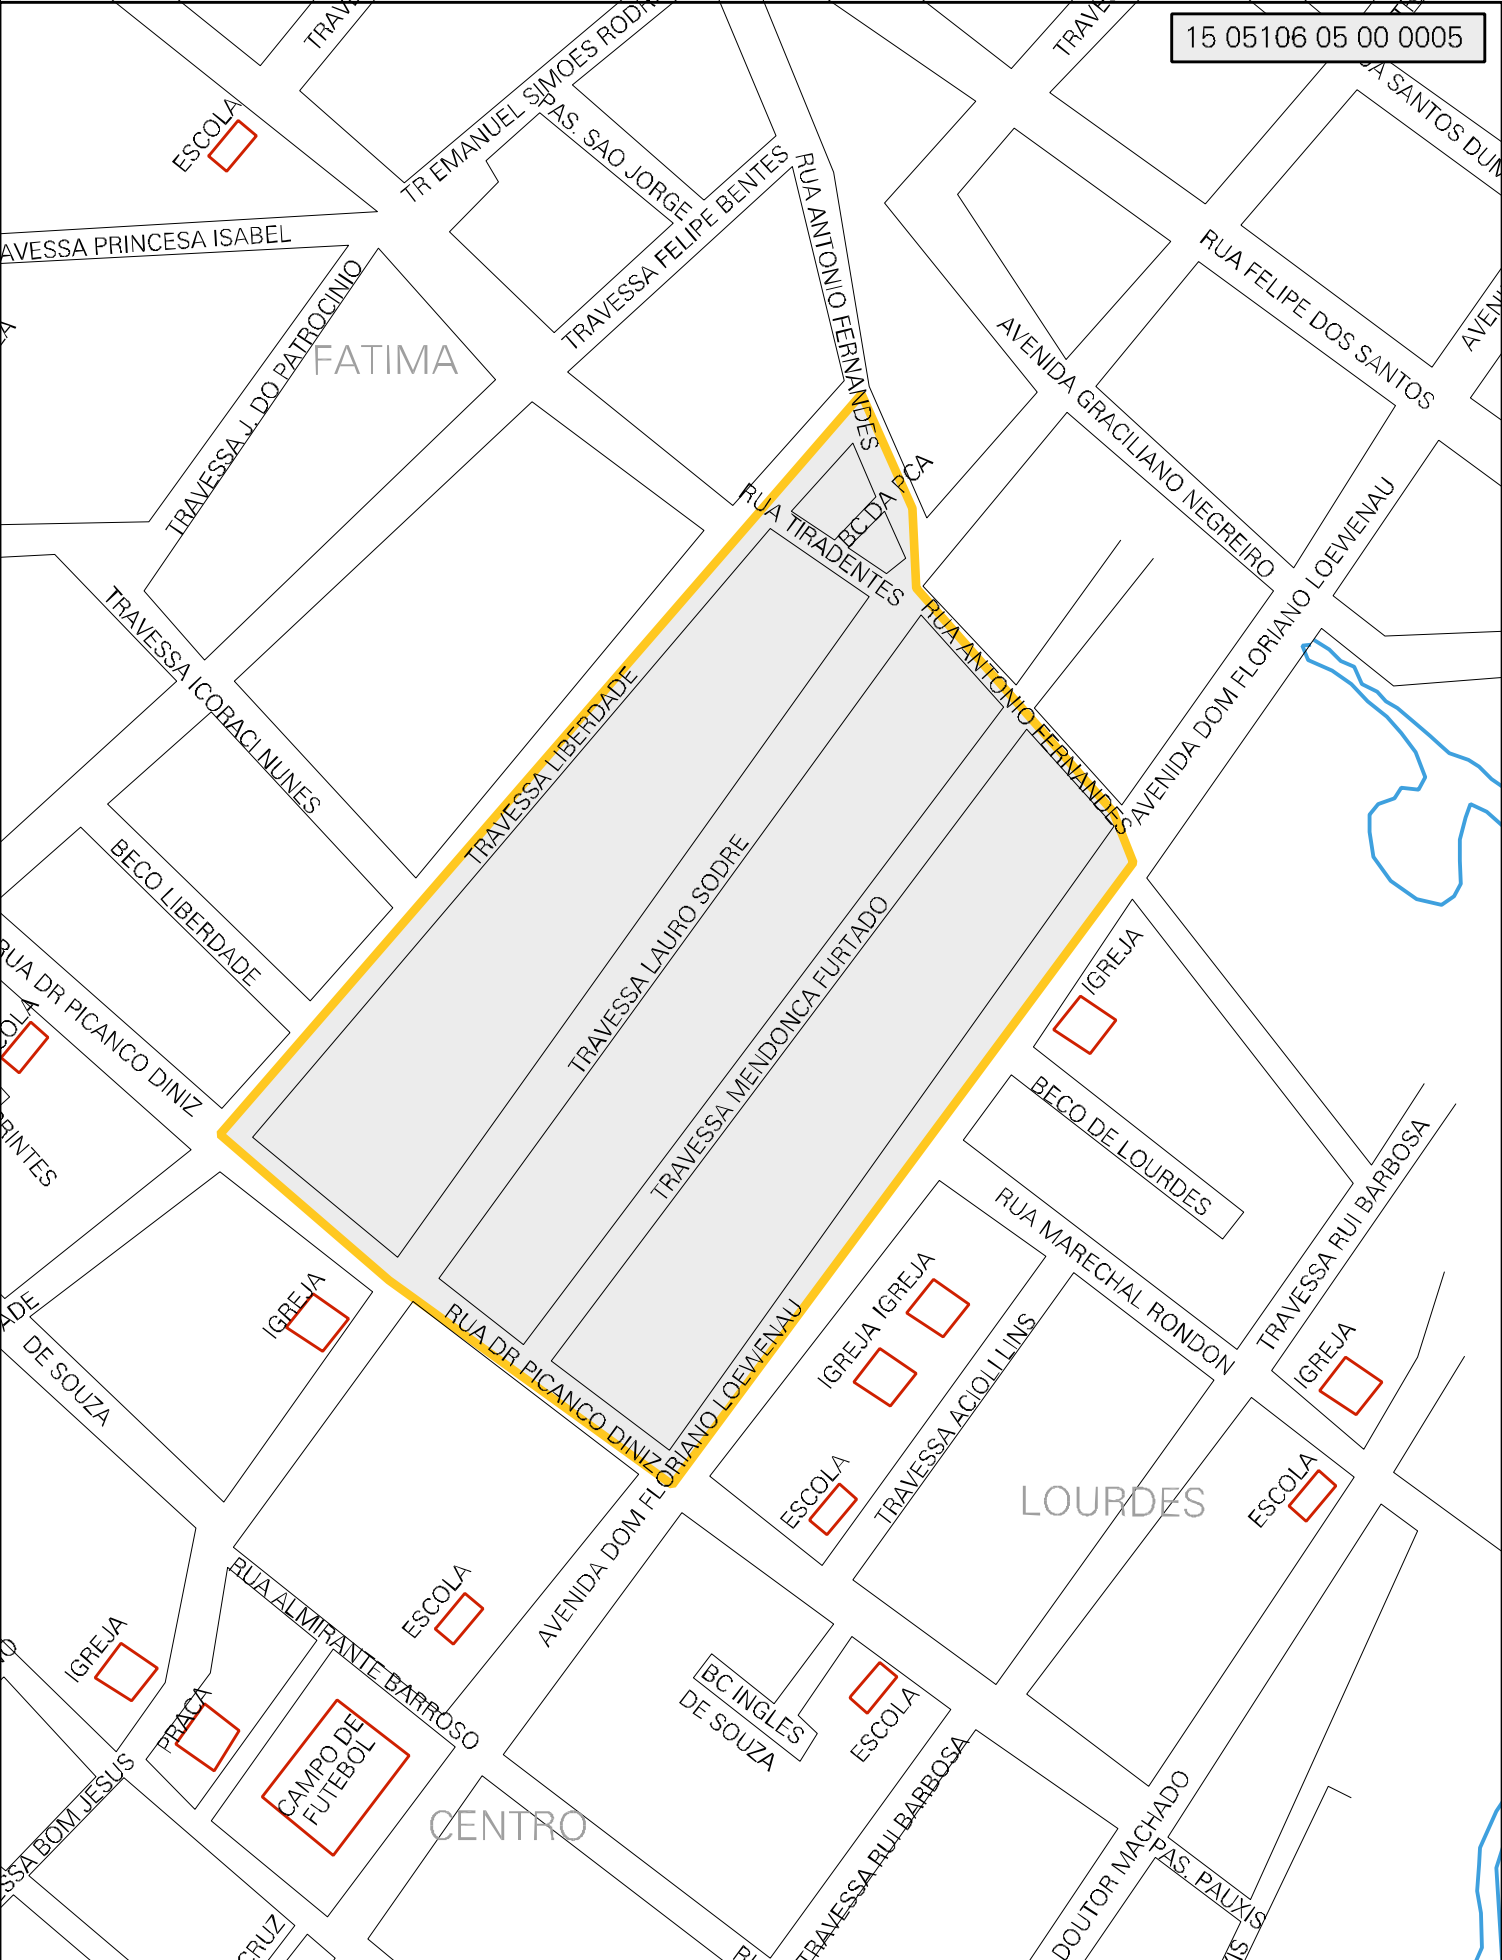 15 05106 05 00 0005
ESCOLA
TR EMANUEL SIMOES RODR
PAS. SAO JORGE
TRAVESSA FELIPE BENTES
RUA ANTONIO FERNANDES
AVESSA PRINCESA ISABEL
TRAVESSA J. DO PATROCINIO
FATIMA
RUA FELIPE DOS SANTOS
AVENIDA GRACILIANO NEGREIRO
AVENIDA DOM FLORIANO LOEWENAU
RUA TIRADENTES
BC DA PCA
RUA ANTONIO FERNANDES
TRAVESSA ICORACI NUNES
TRAVESSA LIBERDADE
BECO LIBERDADE
RUA DR PICANCO DINIZ
TRAVESSA LAURO SODRE
TRAVESSA MENDONCA FURTADO
IGREJA
BECO DE LOURDES
RUA MARECHAL RONDON
TRAVESSA RUI BARBOSA
IGREJA
IGREJA
IGREJA
IGREJA
RUA DR PICANCO DINIZ
AVENIDA DOM FLORIANO LOEWENAU
TRAVESSA ACIOLI LINS
ESCOLA
LOURDES
ESCOLA
ADE
DE SOUZA
RUA ALMIRANTE BARROSO
ESCOLA
IGREJA
PRACA
CAMPO DE
FUTEBOL
CENTRO
BC INGLES
DE SOUZA
ESCOLA
TRAVESSA RUI BARBOSA
DOUTOR MACHADO
PAS. PAUXIS
SSA BOM JESUS
CRUZ